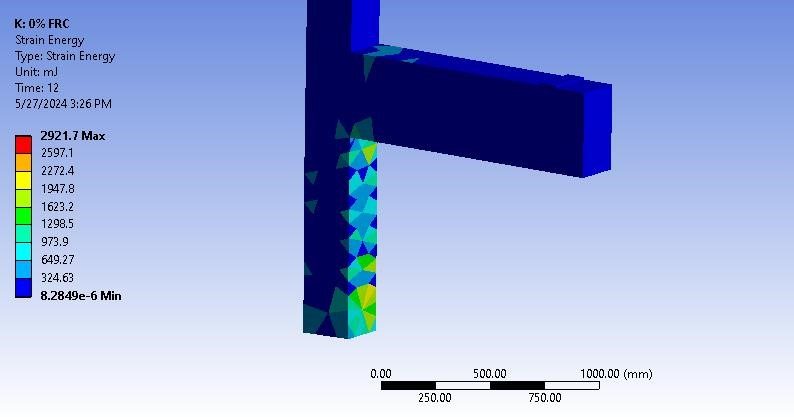 K: 0% FRC
Strain Energy
Type: Strain Energy
Unit: mJ
Time: 12
5/27/2024 3:26 PM
2921.7 Max
2597.1
2272.4
1947.8
1623.2
1298.5
973.9
649.27
324.63
8.2849e-6 Min
0.00 500.00 1000.00 (mm)
250.00 750.00